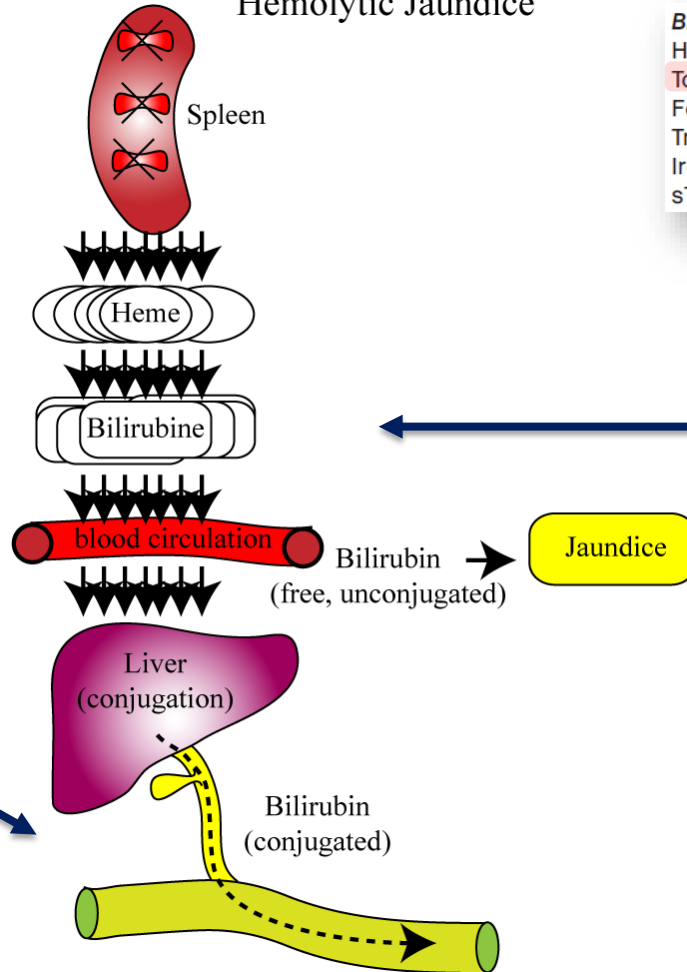 Hemolytic Jaundice
Spleen
Heme
Bilirubine
blood circulation
Bilirubin
(free, unconjugated)
Jaundice
Liver
(conjugation)
Bilirubin
(conjugated)